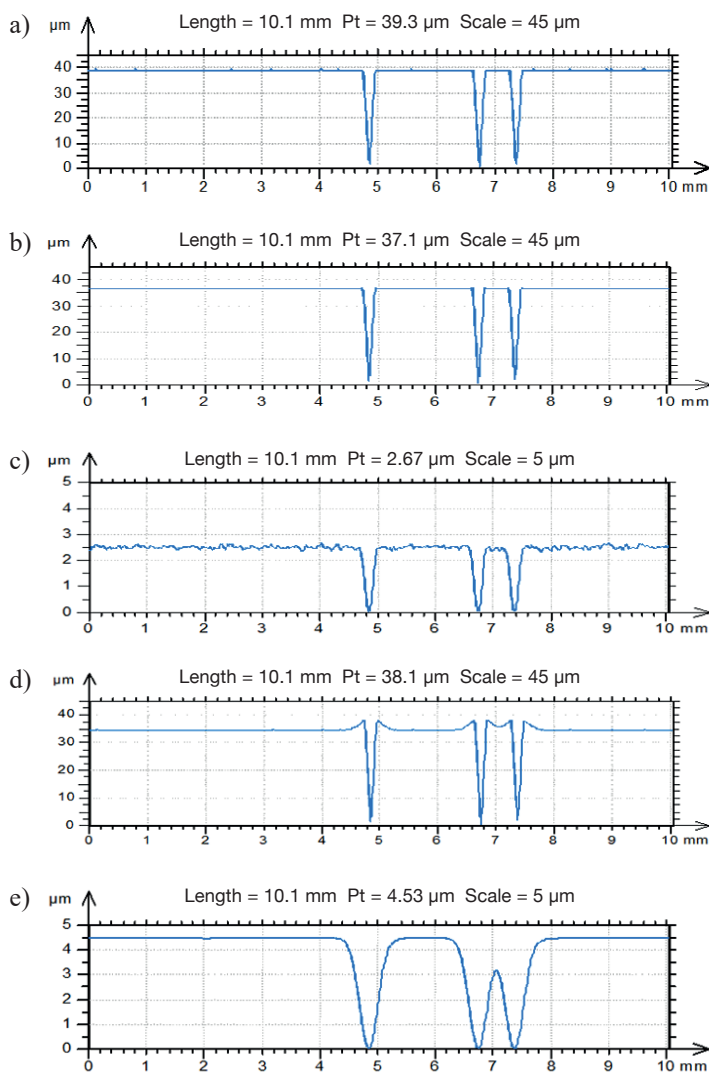 a) µm Length = 10.1 mm Pt = 39.3 µm Scale = 45 µm
40
30
20
10
0
0 1 2 3 4 5 6 7 8 9 10 mm
b) µm Length = 10.1 mm Pt = 37.1 µm Scale = 45 µm
40
30
20
10
0
0 1 2 3 4 5 6 7 8 9 10 mm
c) µm Length = 10.1 mm Pt = 2.67 µm Scale = 5 µm
5
4
3
2
1
0
0 1 2 3 4 5 6 7 8 9 10 mm
d) µm Length = 10.1 mm Pt = 38.1 µm Scale = 45 µm
40
30
20
10
0
0 1 2 3 4 5 6 7 8 9 10 mm
e) µm Length = 10.1 mm Pt = 4.53 µm Scale = 5 µm
5
4
3
2
1
0
0 1 2 3 4 5 6 7 8 9 10 mm